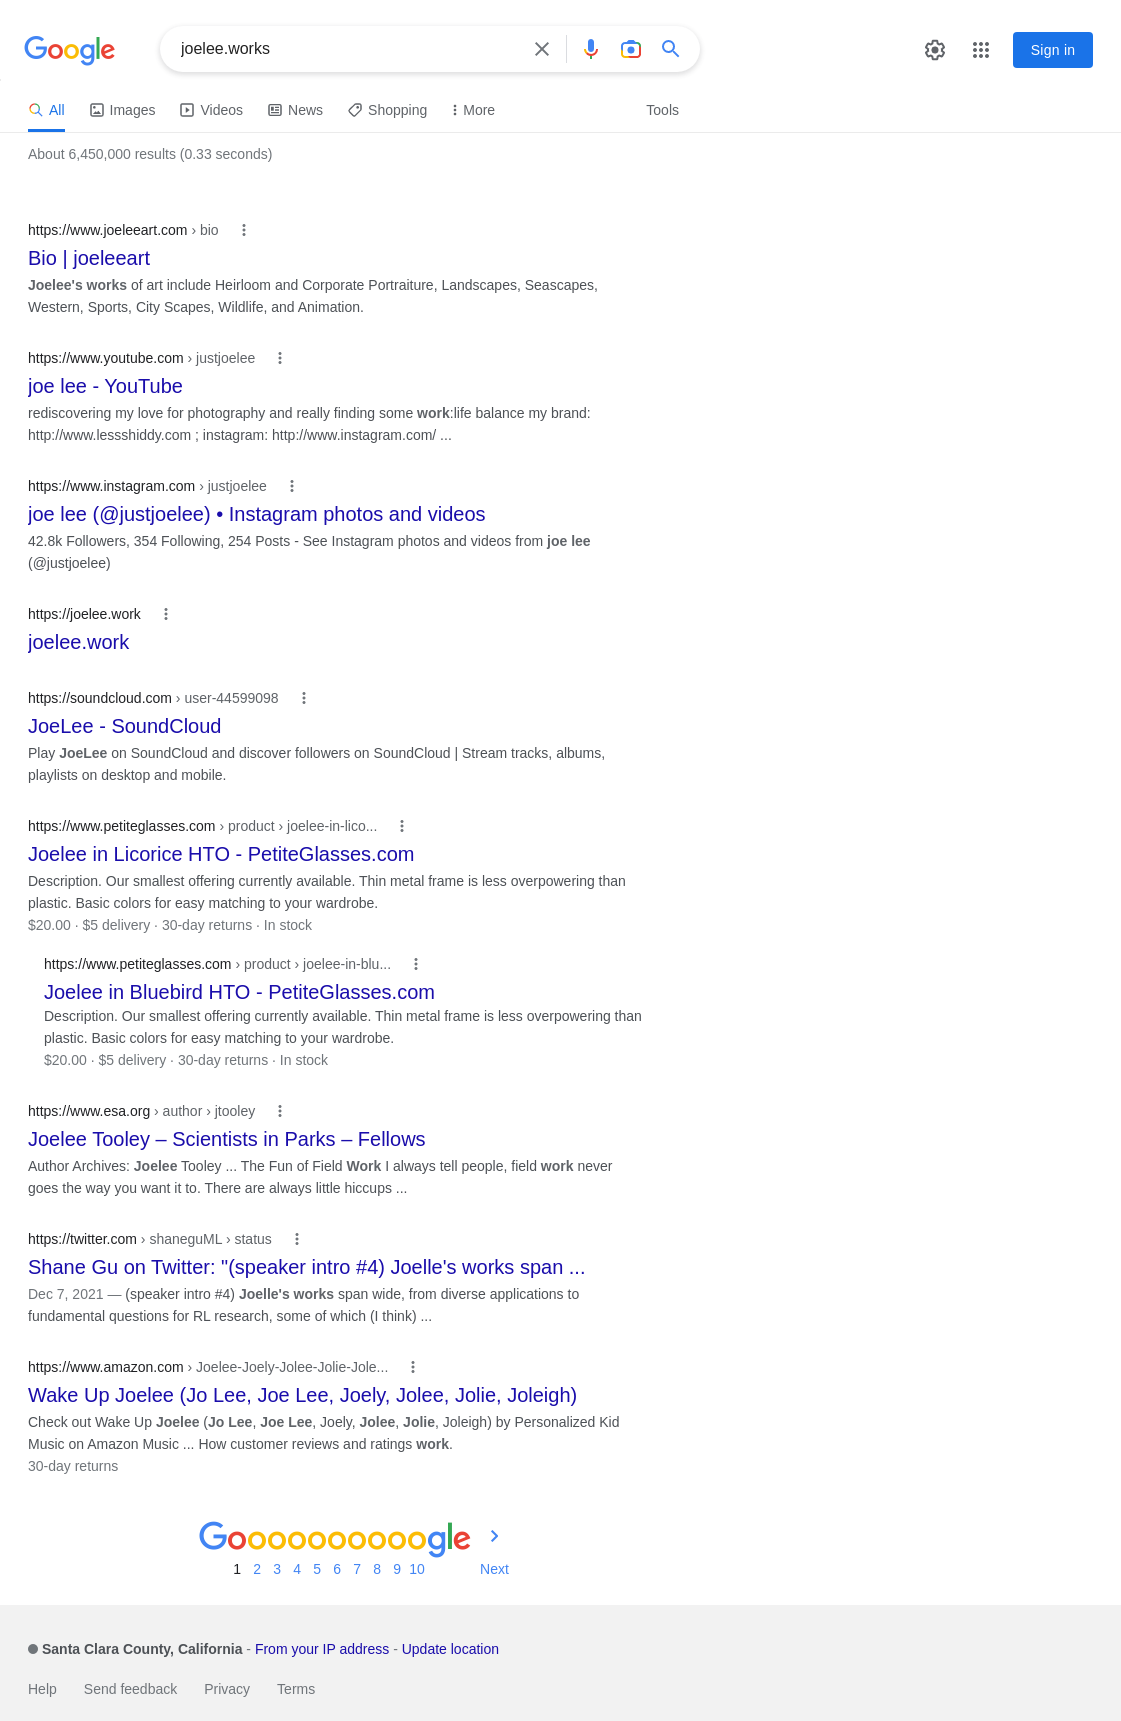 Google
joelee.works
Sign in
All
Images
Videos
News
Shopping
More
Tools
About 6,450,000 results (0.33 seconds)
https://www.joeleeart.com › bio
Bio | joeleeart
Joelee's works of art include Heirloom and Corporate Portraiture, Landscapes, Seascapes,
Western, Sports, City Scapes, Wildlife, and Animation.
https://www.youtube.com › justjoelee
joe lee - YouTube
rediscovering my love for photography and really finding some work:life balance my brand:
http://www.lessshiddy.com ; instagram: http://www.instagram.com/ ...
https://www.instagram.com › justjoelee
joe lee (@justjoelee) • Instagram photos and videos
42.8k Followers, 354 Following, 254 Posts - See Instagram photos and videos from joe lee
(@justjoelee)
https://joelee.work
joelee.work
https://soundcloud.com › user-44599098
JoeLee - SoundCloud
Play JoeLee on SoundCloud and discover followers on SoundCloud | Stream tracks, albums,
playlists on desktop and mobile.
https://www.petiteglasses.com › product › joelee-in-lico...
Joelee in Licorice HTO - PetiteGlasses.com
Description. Our smallest offering currently available. Thin metal frame is less overpowering than
plastic. Basic colors for easy matching to your wardrobe.
$20.00 · $5 delivery · 30-day returns · In stock
https://www.petiteglasses.com › product › joelee-in-blu...
Joelee in Bluebird HTO - PetiteGlasses.com
Description. Our smallest offering currently available. Thin metal frame is less overpowering than
plastic. Basic colors for easy matching to your wardrobe.
$20.00 · $5 delivery · 30-day returns · In stock
https://www.esa.org › author › jtooley
Joelee Tooley – Scientists in Parks – Fellows
Author Archives: Joelee Tooley ... The Fun of Field Work I always tell people, field work never
goes the way you want it to. There are always little hiccups ...
https://twitter.com › shaneguML › status
Shane Gu on Twitter: "(speaker intro #4) Joelle's works span ...
Dec 7, 2021 — (speaker intro #4) Joelle's works span wide, from diverse applications to
fundamental questions for RL research, some of which (I think) ...
https://www.amazon.com › Joelee-Joely-Jolee-Jolie-Jole...
Wake Up Joelee (Jo Lee, Joe Lee, Joely, Jolee, Jolie, Joleigh)
Check out Wake Up Joelee (Jo Lee, Joe Lee, Joely, Jolee, Jolie, Joleigh) by Personalized Kid
Music on Amazon Music ... How customer reviews and ratings work.
30-day returns
Goooooooooogle
1 2 3 4 5 6 7 8 9 10 Next
Santa Clara County, California - From your IP address - Update location
Help Send feedback Privacy Terms